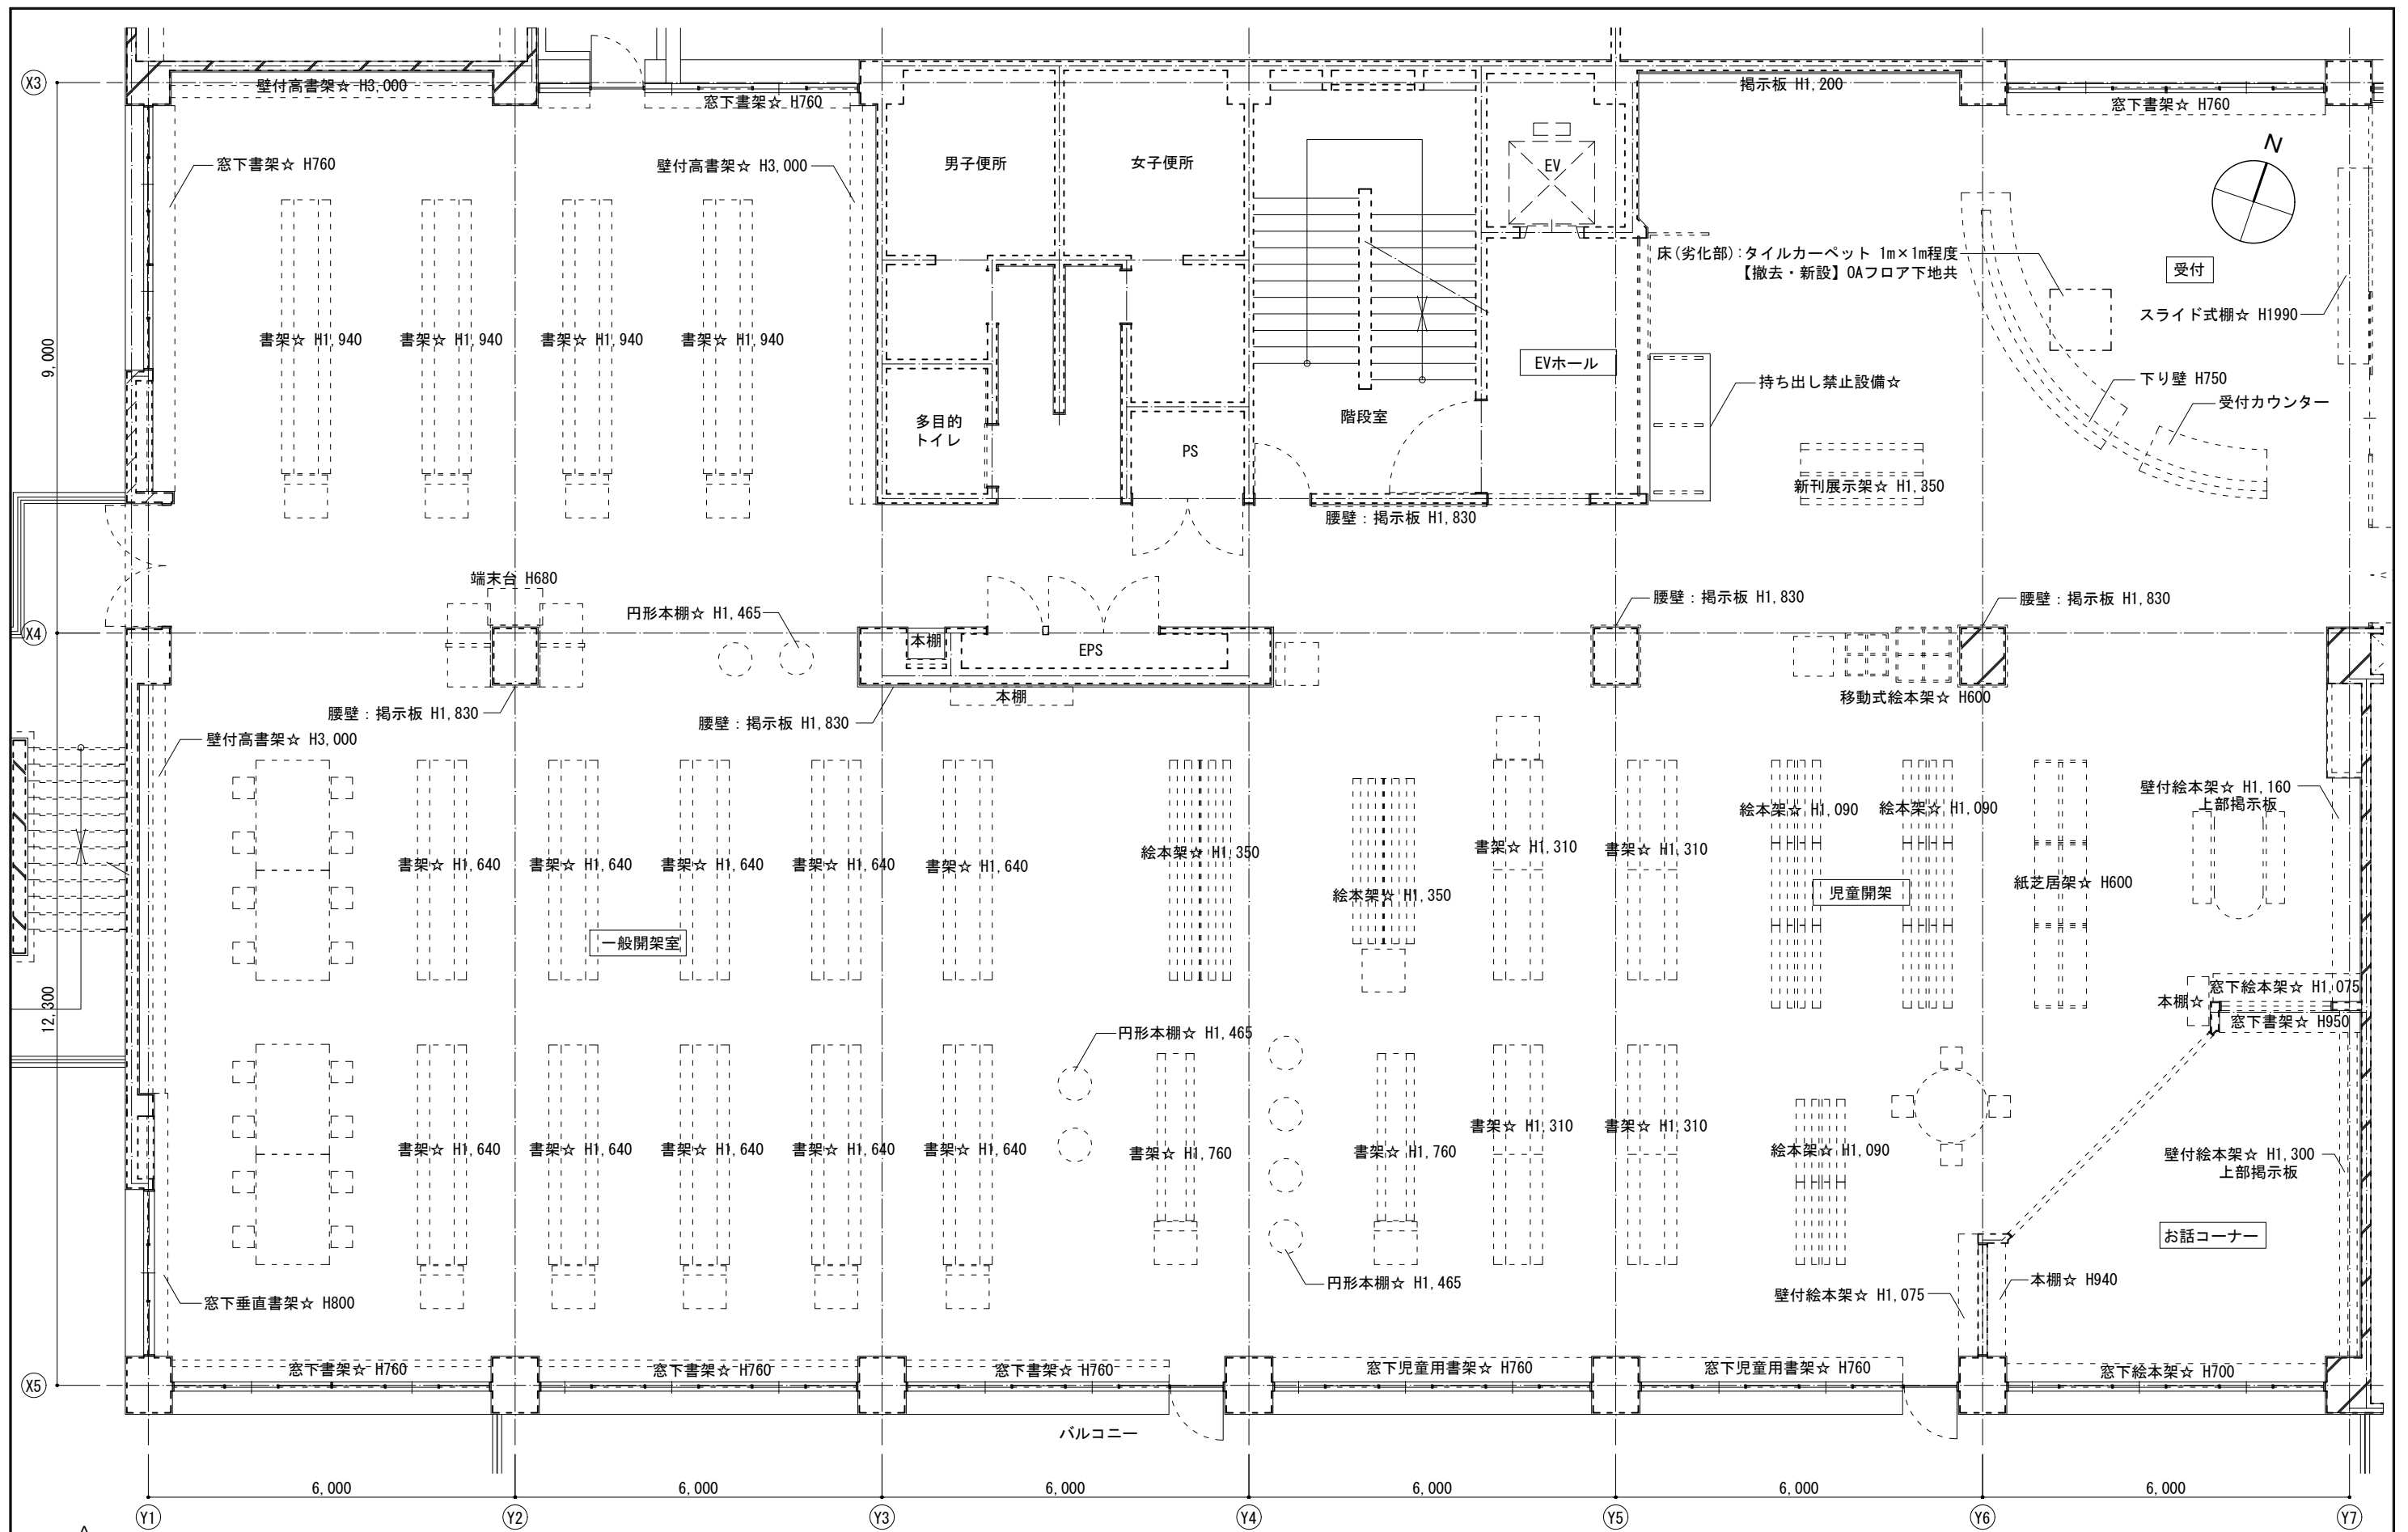 X3
壁付高書架☆ H3,000
窓下書架☆ H760
掲示板 H1,200
窓下書架☆ H760
N
窓下書架☆ H760
壁付高書架☆ H3,000
男子便所
女子便所
EV
床(劣化部):タイルカーペット 1m×1m程度
【撤去・新設】OAフロア下地共
受付
スライド式棚☆ H1990
9,000
書架☆ H1,940
書架☆ H1,940
書架☆ H1,940
書架☆ H1,940
EVホール
持ち出し禁止設備☆
下り壁 H750
受付カウンター
多目的
トイレ
階段室
PS
新刊展示架☆ H1,350
腰壁:掲示板 H1,830
端末台 H680
円形本棚☆ H1,465
腰壁:掲示板 H1,830
腰壁:掲示板 H1,830
X4
本棚
EPS
本棚
移動式絵本架☆ H600
腰壁:掲示板 H1,830
腰壁:掲示板 H1,830
壁付高書架☆ H3,000
壁付絵本架☆ H1,160
上部掲示板
絵本架☆ H1,090
絵本架☆ H1,090
書架☆ H1,640
書架☆ H1,640
書架☆ H1,640
書架☆ H1,640
書架☆ H1,640
絵本架☆ H1,350
絵本架☆ H1,350
書架☆ H1,310
書架☆ H1,310
児童開架
紙芝居架☆ H600
一般開架室
12,300
窓下絵本架☆ H1,075
本棚☆
窓下書架☆ H950
円形本棚☆ H1,465
書架☆ H1,640
書架☆ H1,640
書架☆ H1,640
書架☆ H1,640
書架☆ H1,640
書架☆ H1,760
書架☆ H1,760
書架☆ H1,310
書架☆ H1,310
絵本架☆ H1,090
壁付絵本架☆ H1,300
上部掲示板
お話コーナー
円形本棚☆ H1,465
本棚☆ H940
壁付絵本架☆ H1,075
窓下垂直書架☆ H800
X5
窓下書架☆ H760
窓下書架☆ H760
窓下書架☆ H760
窓下児童用書架☆ H760
窓下児童用書架☆ H760
窓下絵本架☆ H700
バルコニー
6,000
6,000
6,000
6,000
6,000
6,000
Y1
Y2
Y3
Y4
Y5
Y6
Y7